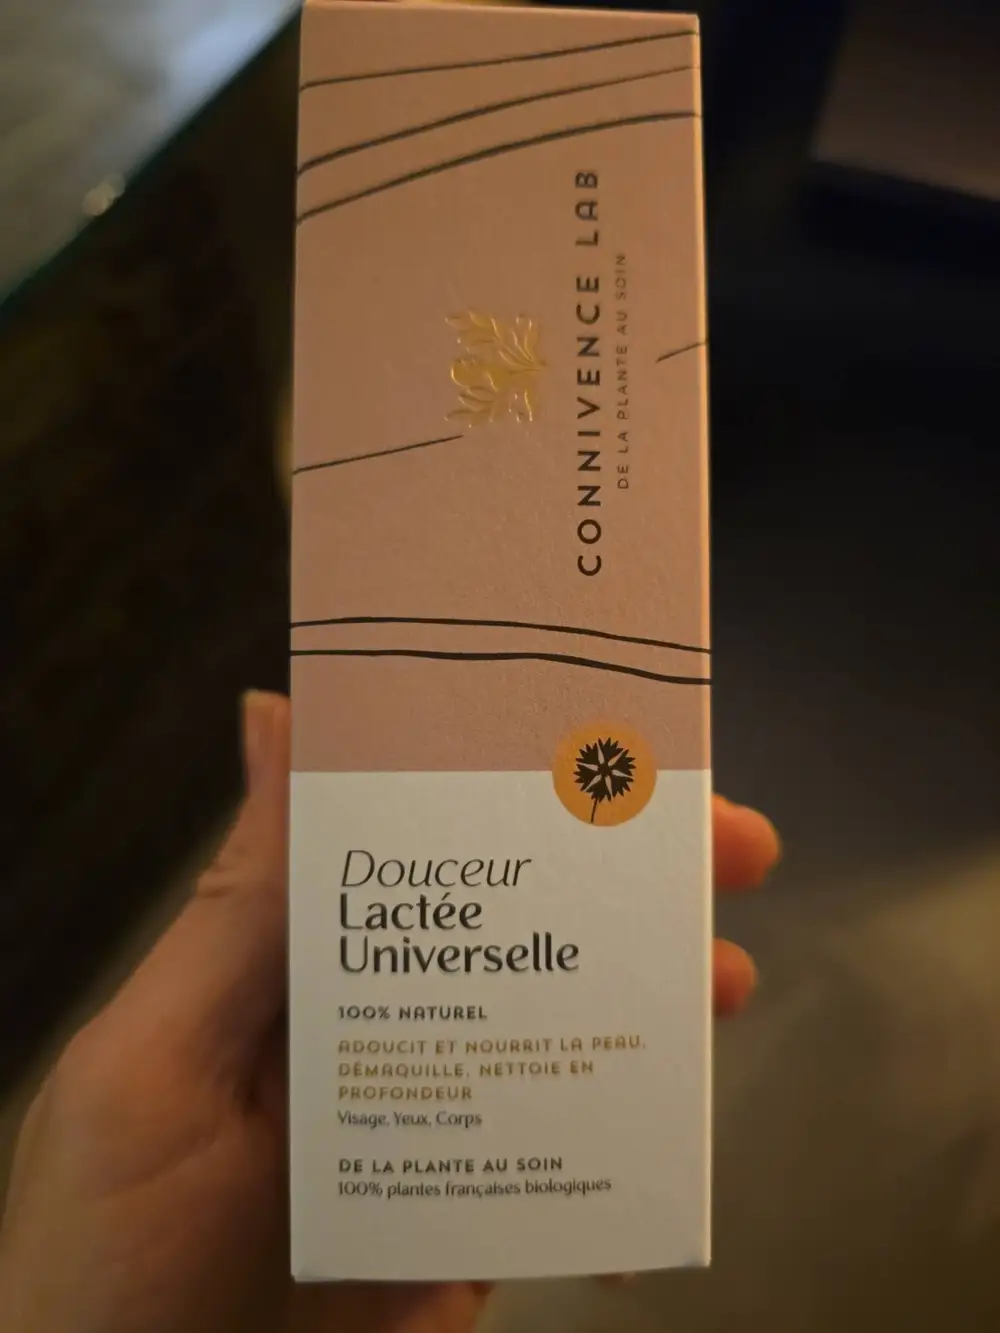 CONNIVENCE LAB
DE LA PLANTE AU SOIN
Douceur
Lactée
Universelle
100% NATUREL
ADOUCIT ET NOURRIT LA PEAU,
DÉMAQUILLE, NETTOIE EN
PROFONDEUR
Visage, Yeux, Corps
DE LA PLANTE AU SOIN
100% plantes françaises biologiques